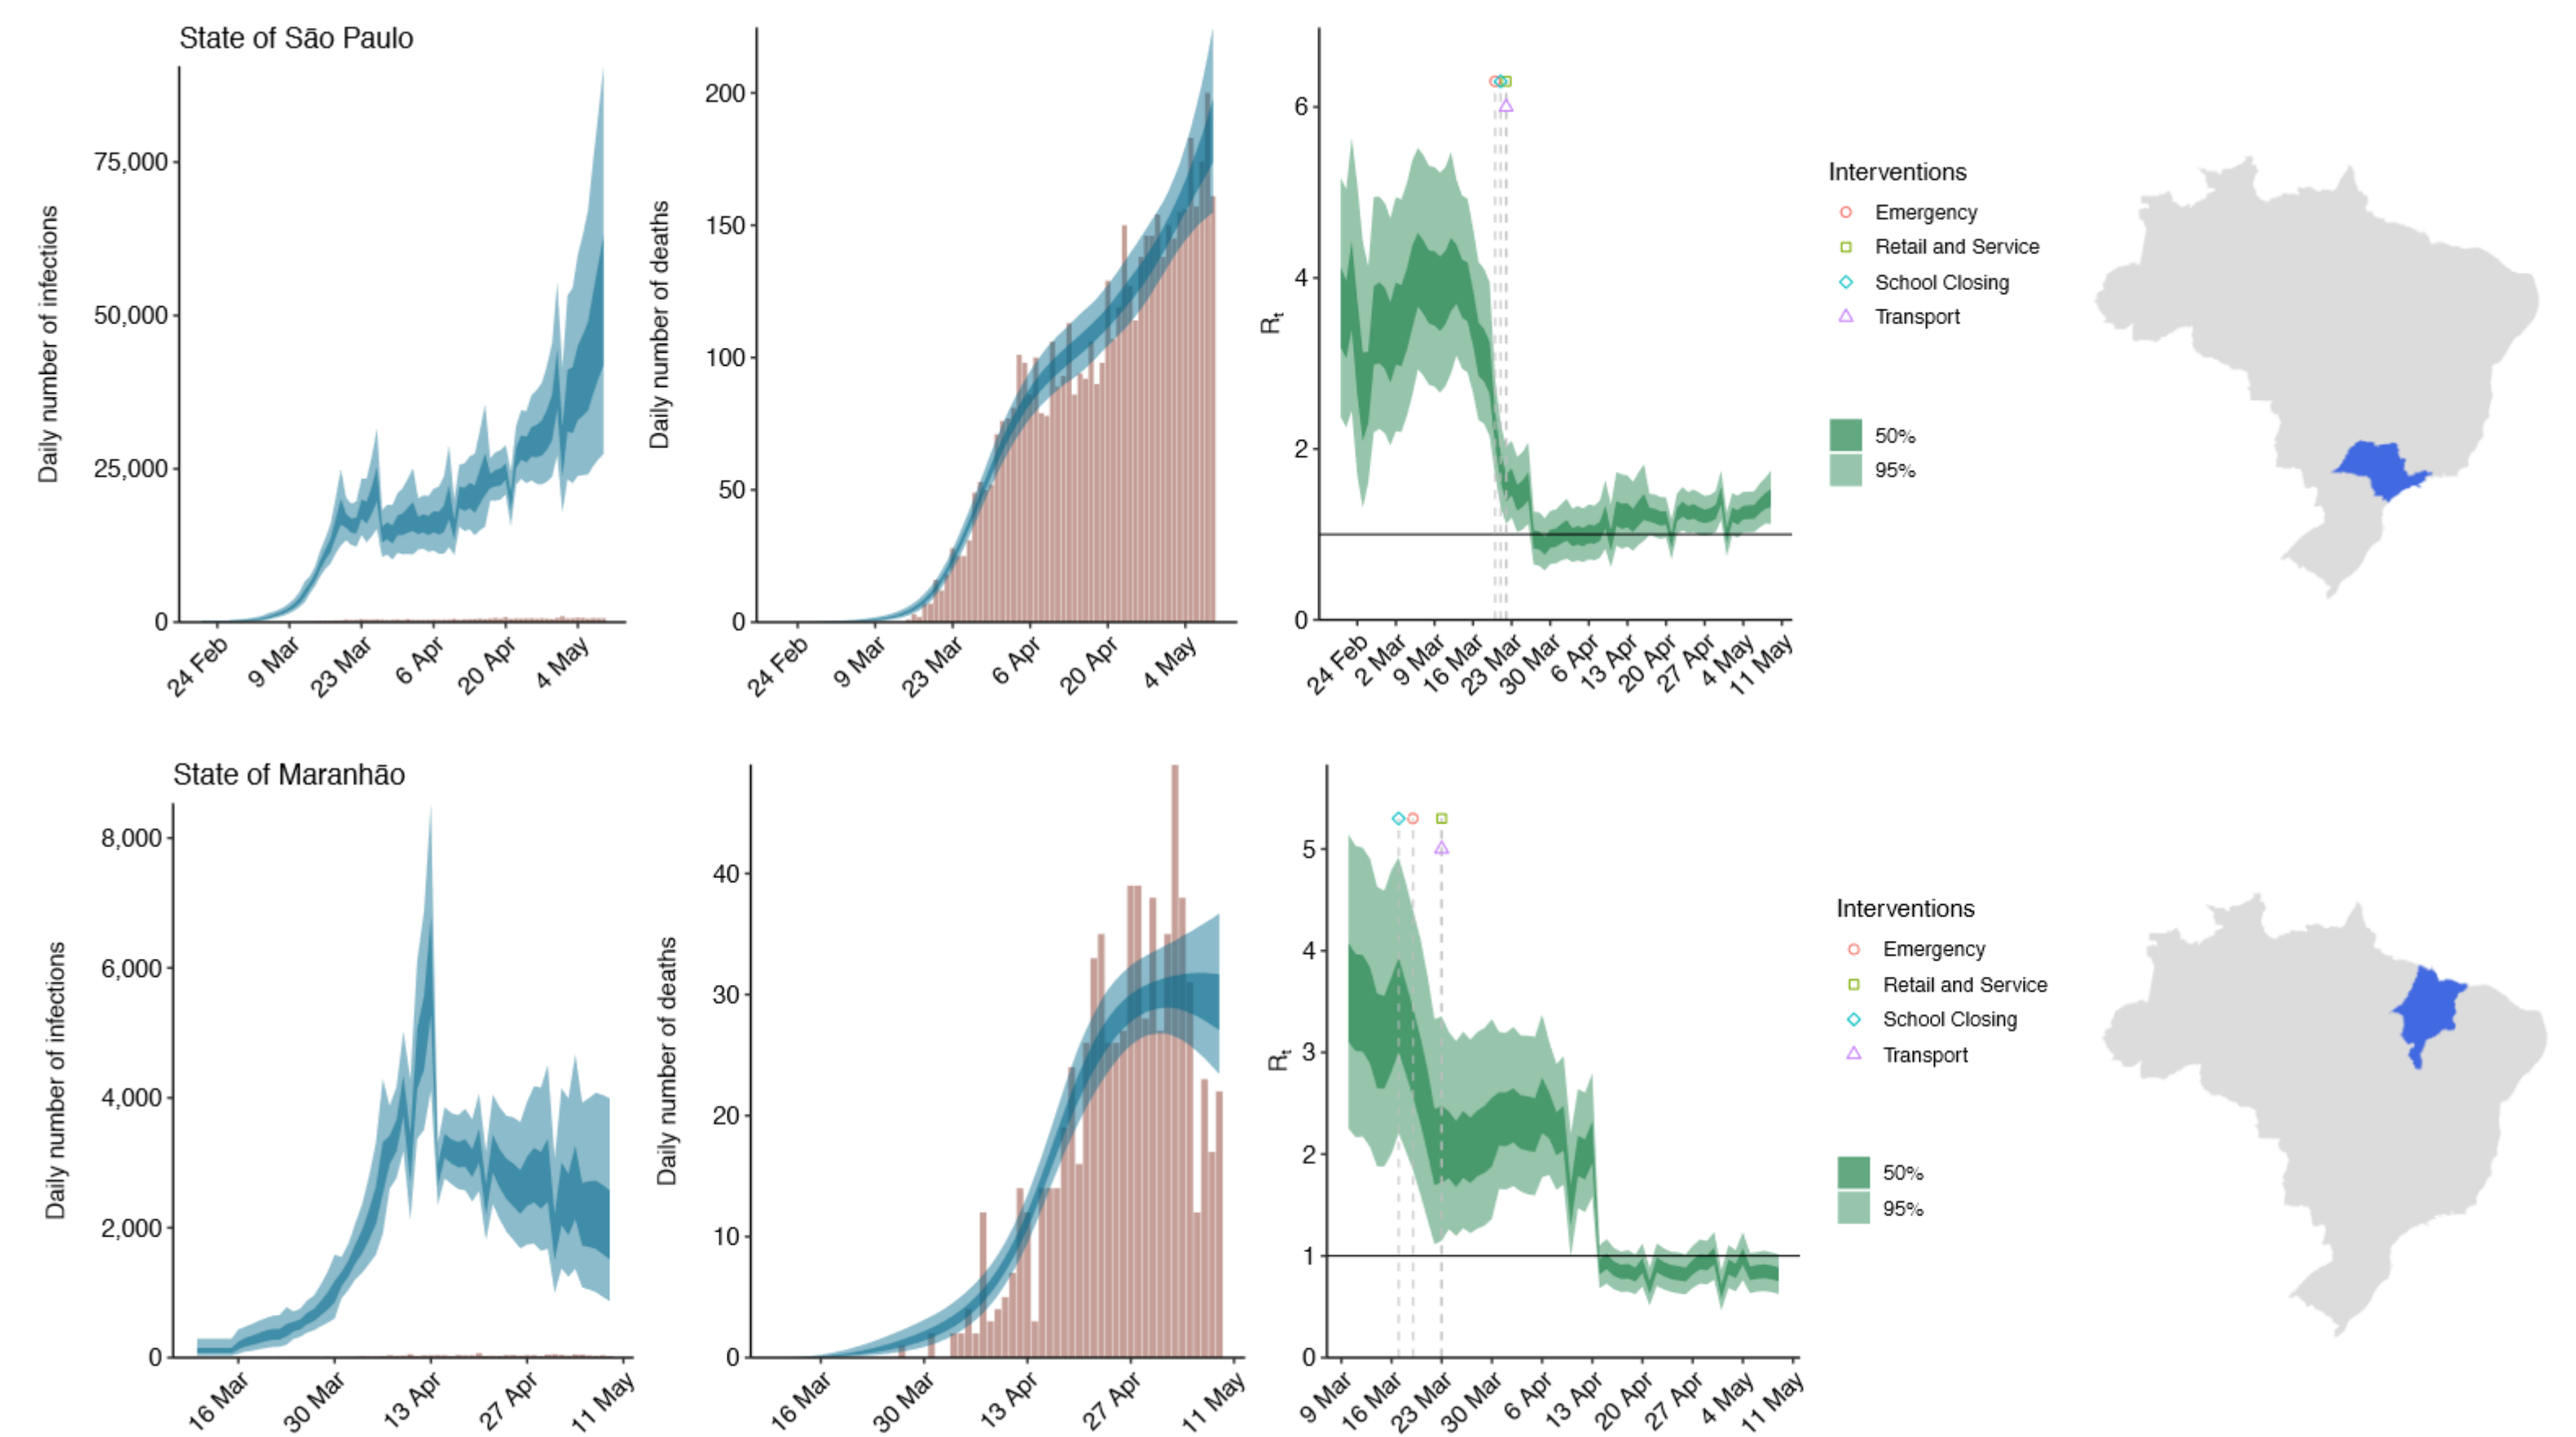 State of São Paulo
Daily number of infections
75,000
50,000
25,000
0
24 Feb
9 Mar
23 Mar
6 Apr
20 Apr
4 May
Daily number of deaths
200
150
100
50
0
24 Feb
9 Mar
23 Mar
6 Apr
20 Apr
4 May
Rt
6
4
2
0
24 Feb
2 Mar
9 Mar
16 Mar
23 Mar
30 Mar
6 Apr
13 Apr
20 Apr
27 Apr
4 May
11 May
Interventions
Emergency
Retail and Service
School Closing
Transport
50%
95%
State of Maranhão
Daily number of infections
8,000
6,000
4,000
2,000
0
16 Mar
30 Mar
13 Apr
27 Apr
11 May
Daily number of deaths
40
30
20
10
0
16 Mar
30 Mar
13 Apr
27 Apr
11 May
Rt
5
4
3
2
1
0
9 Mar
16 Mar
23 Mar
30 Mar
6 Apr
13 Apr
20 Apr
27 Apr
4 May
11 May
Interventions
Emergency
Retail and Service
School Closing
Transport
50%
95%